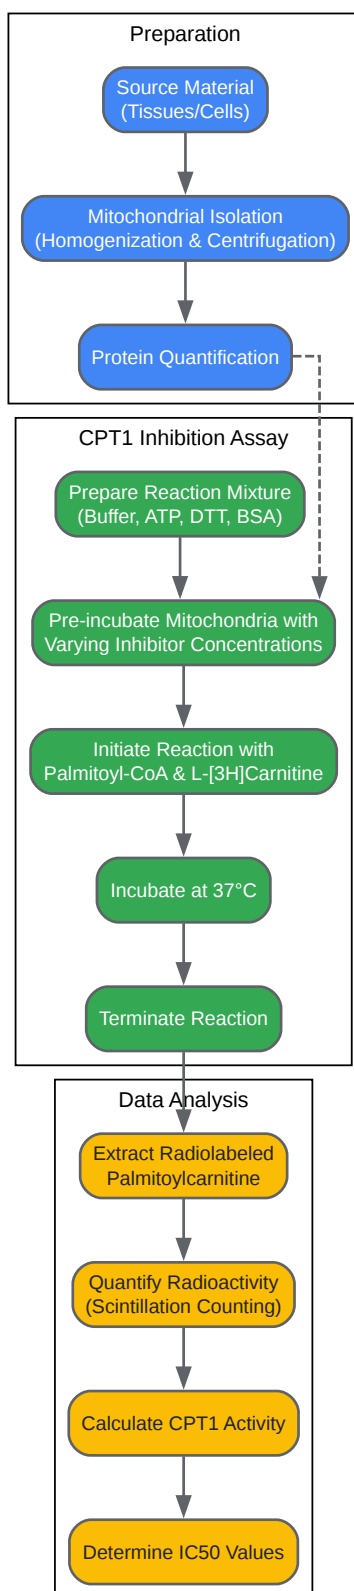 Preparation
Source Material
(Tissues/Cells)
Mitochondrial Isolation
(Homogenization & Centrifugation)
Protein Quantification
CPT1 Inhibition Assay
Prepare Reaction Mixture
(Buffer, ATP, DTT, BSA)
Pre-incubate Mitochondria with
Varying Inhibitor Concentrations
Initiate Reaction with
Palmitoyl-CoA & L-[3H]Carnitine
Incubate at 37°C
Terminate Reaction
Data Analysis
Extract Radiolabeled
Palmitoylcarnitine
Quantify Radioactivity
(Scintillation Counting)
Calculate CPT1 Activity
Determine IC50 Values